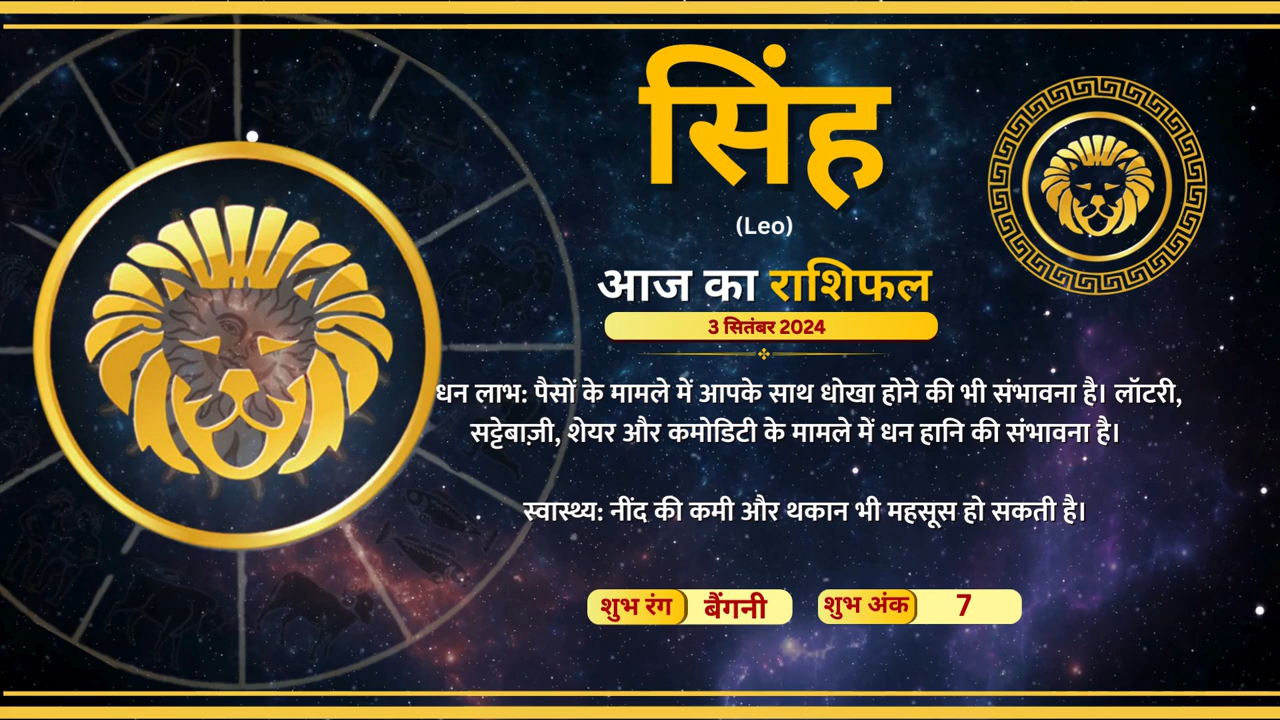 सिंह
(Leo)
आज का राशिफल
3 सितंबर 2024
धन लाभ: पैसों के मामले में आपके साथ धोखा होने की भी संभावना है। लॉटरी,
सट्टेबाज़ी, शेयर और कमोडिटी के मामले में धन हानि की संभावना है।
स्वास्थ्य: नींद की कमी और थकान भी महसूस हो सकती है।
शुभ रंग बैंगनी शुभ अंक 7